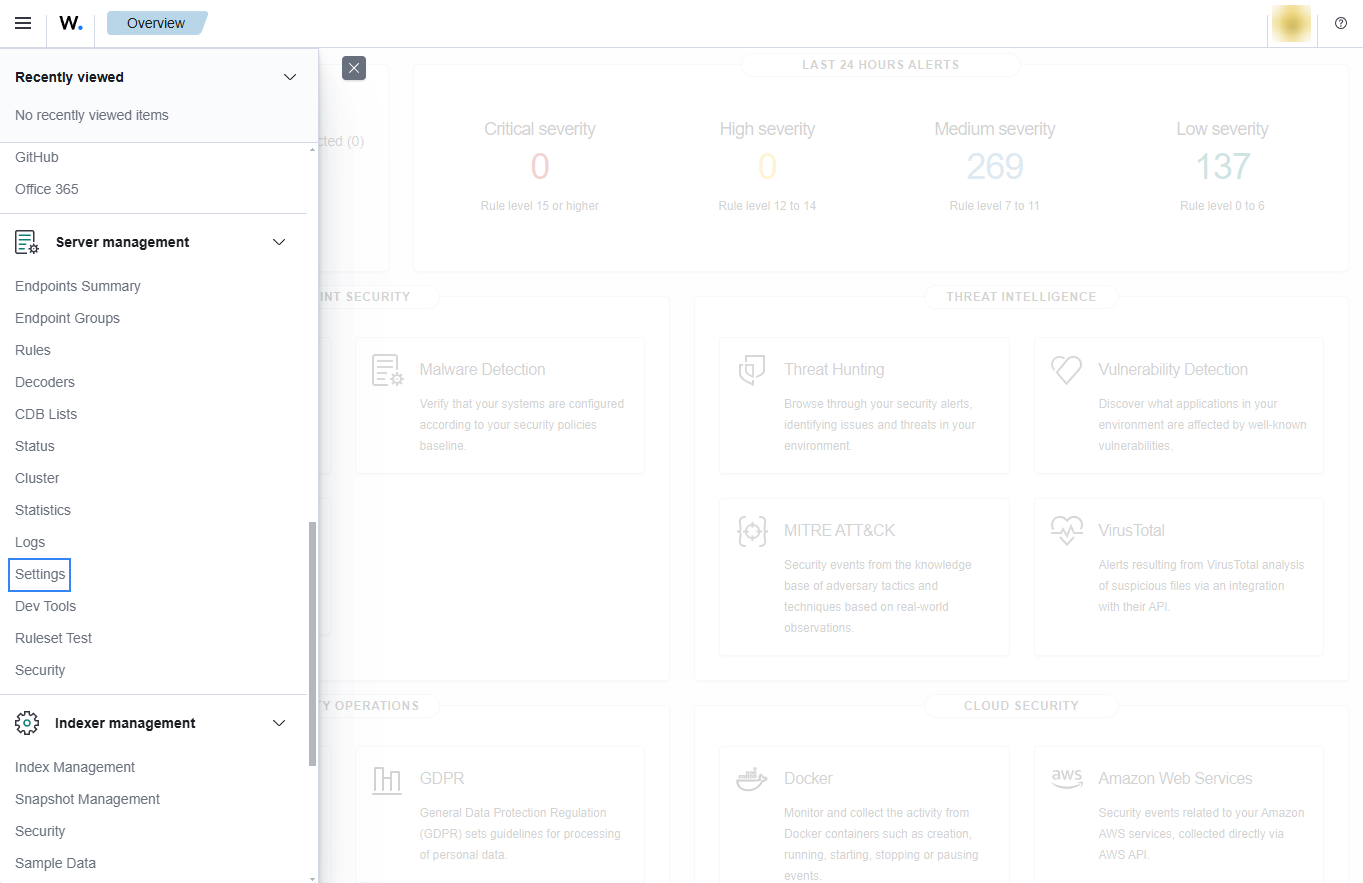 W.
Overview
Recently viewed
No recently viewed items
GitHub
Office 365
Server management
Endpoints Summary
Endpoint Groups
Rules
Decoders
CDB Lists
Status
Cluster
Statistics
Logs
Settings
Dev Tools
Ruleset Test
Security
Indexer management
Index Management
Snapshot Management
Security
Sample Data
cted (0)
LAST 24 HOURS ALERTS
Critical severity
0
Rule level 15 or higher
High severity
0
Rule level 12 to 14
Medium severity
269
Rule level 7 to 11
Low severity
137
Rule level 0 to 6
INT SECURITY
Malware Detection
Verify that your systems are configured
according to your security policies
baseline.
THREAT INTELLIGENCE
Threat Hunting
Browse through your security alerts,
identifying issues and threats in your
environment.
Vulnerability Detection
Discover what applications in your
environment are affected by well-known
vulnerabilities.
MITRE ATT&CK
Security events from the knowledge
base of adversary tactics and
techniques based on real-world
observations.
VirusTotal
Alerts resulting from VirusTotal analysis
of suspicious files via an integration
with their API.
Y OPERATIONS
GDPR
General Data Protection Regulation
(GDPR) sets guidelines for processing
of personal data.
CLOUD SECURITY
Docker
Monitor and collect the activity from
Docker containers such as creation,
running, starting, stopping or pausing
events.
aws
Amazon Web Services
Security events related to your Amazon
AWS services, collected directly via
AWS API.